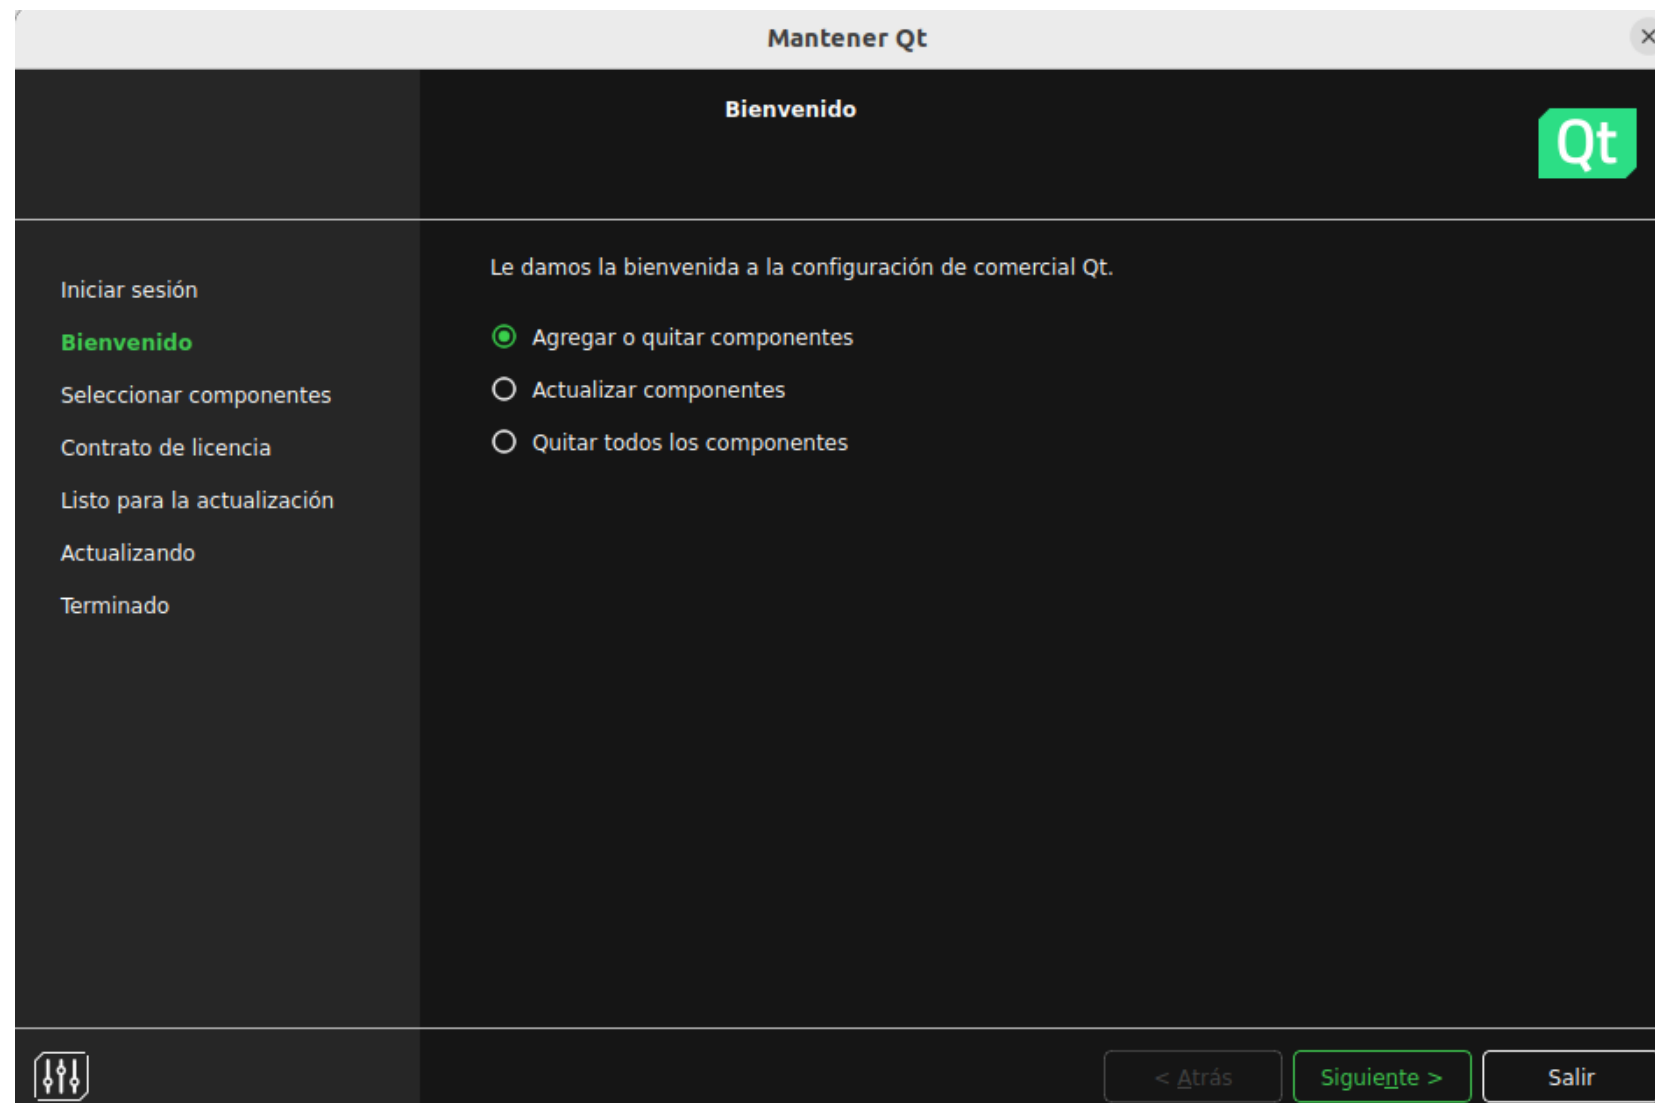 Mantener Qt
Bienvenido
Qt
Iniciar sesión
Bienvenido
Seleccionar componentes
Contrato de licencia
Listo para la actualización
Actualizando
Terminado
Le damos la bienvenida a la configuración de comercial Qt.
Agregar o quitar componentes
Actualizar componentes
Quitar todos los componentes
< Atrás
Siguiente >
Salir